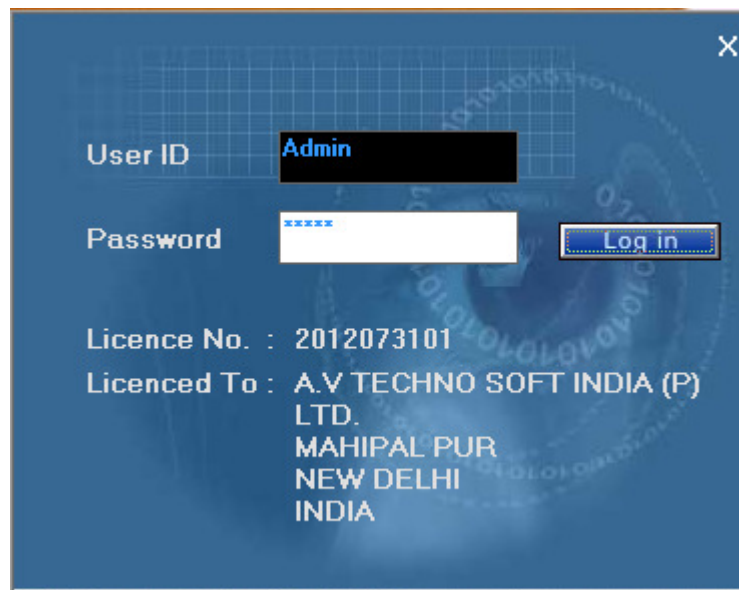 X
User ID
Admin
Password
xxxxx
Log in
Licence No. : 2012073101
Licenced To : A.V TECHNO SOFT INDIA (P)
LTD.
MAHIPAL PUR
NEW DELHI
INDIA